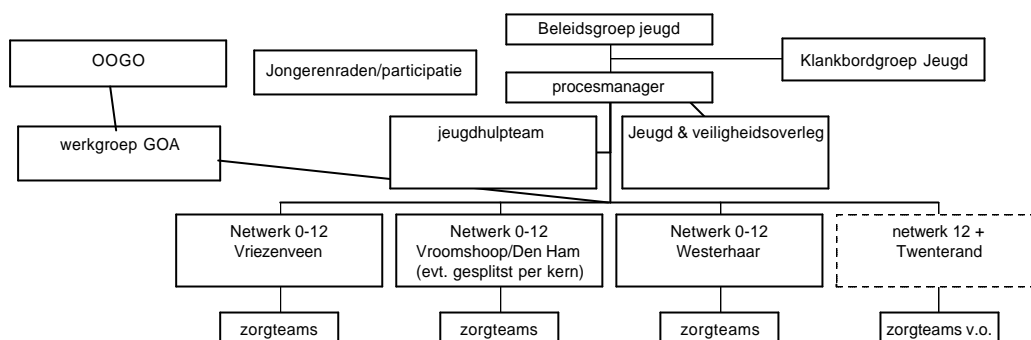 Beleidsgroep jeugd
OOGO
Jongerenraden/participatie
Klankbordgroep Jeugd
procesmanager
werkgroep GOA
jeugdhulpteam
Jeugd & veiligheidsoverleg
Netwerk 0-12
Vriezenveen
Netwerk 0-12
Vroomshoop/Den Ham
(evt. gesplitst per kern)
Netwerk 0-12
Westerhaar
netwerk 12 +
Twenterand
zorgteams
zorgteams
zorgteams
zorgteams v.o.